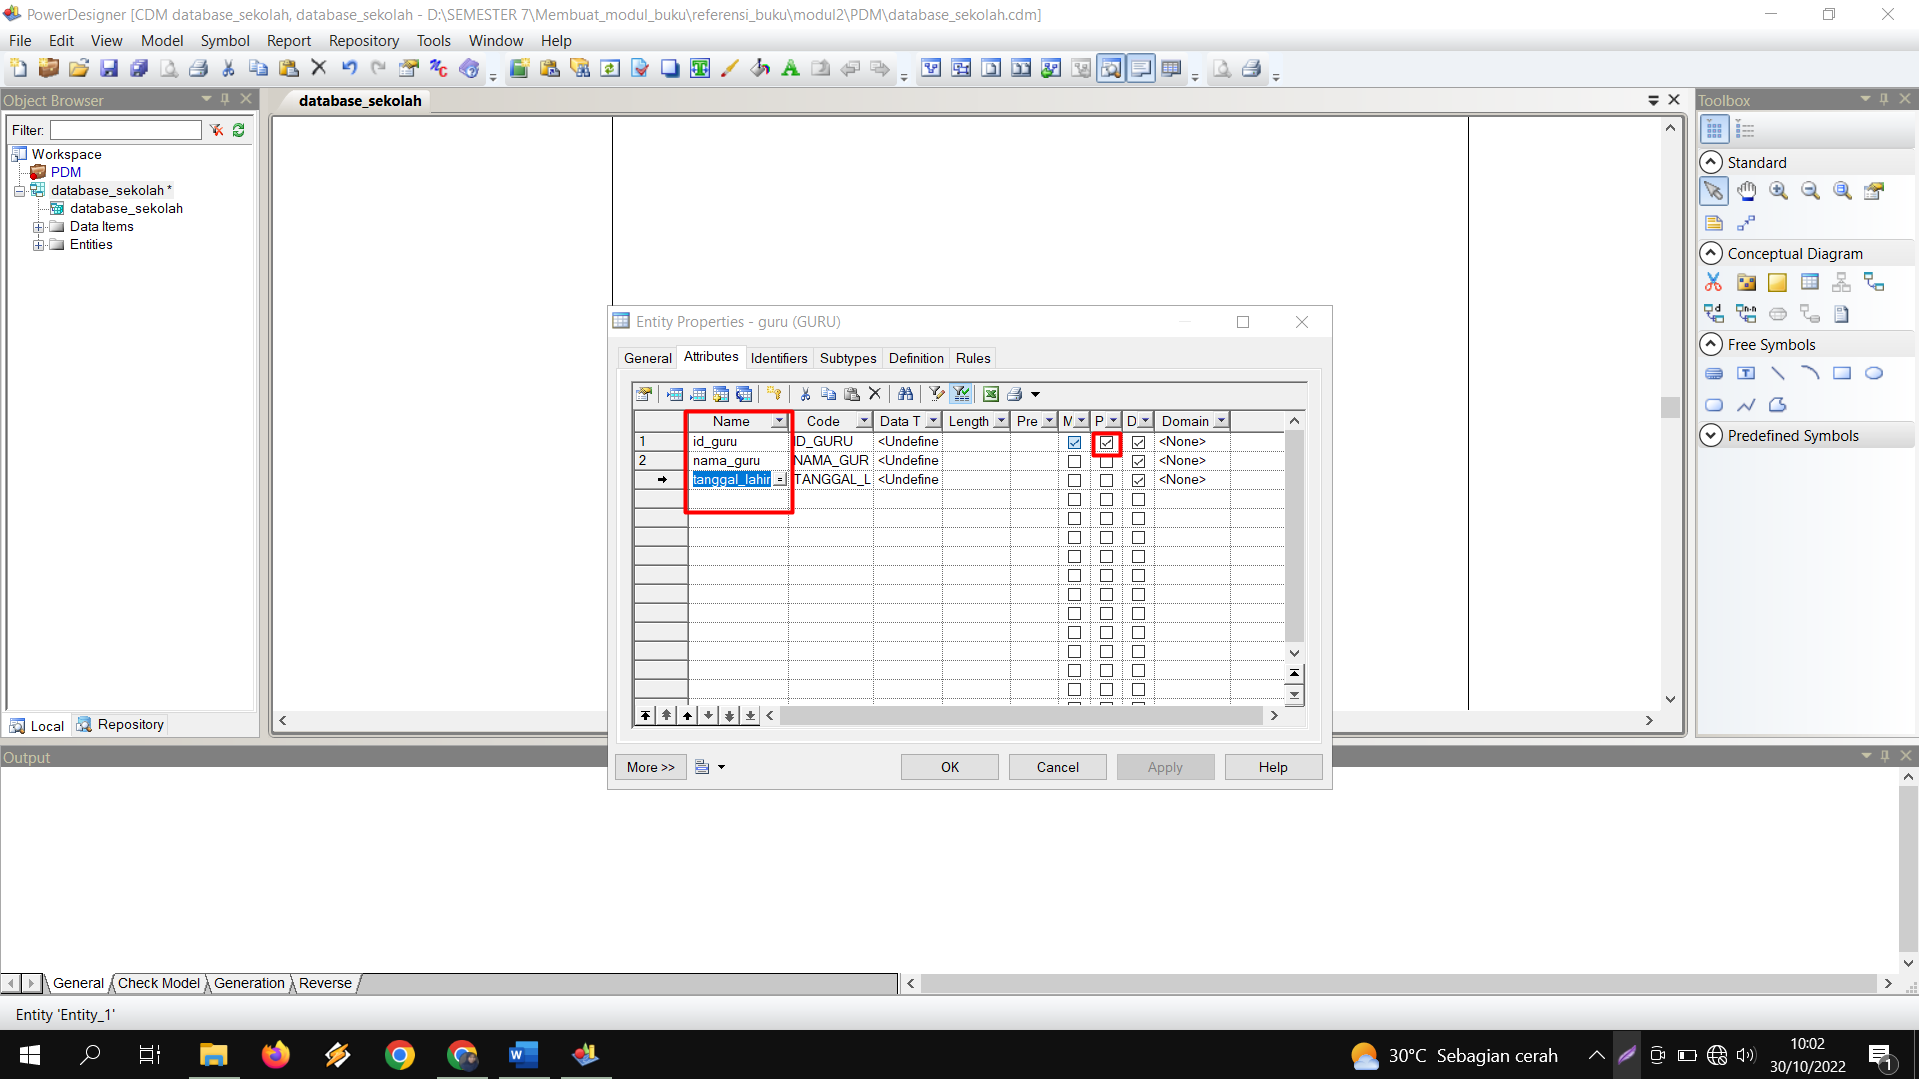 PowerDesigner [CDM database_sekolah, database_sekolah - D:\SEMESTER 7\Membuat_modul_buku\referensi_buku\modul2\PDM\database_sekolah.cdm]
File Edit View Model Symbol Report Repository Tools Window Help
Object Browser
database_sekolah
Toolbox
Filter:
Workspace
PDM
database_sekolah *
database_sekolah
Data Items
Entities
Local Repository
Standard
Conceptual Diagram
Free Symbols
Predefined Symbols
Entity Properties - guru (GURU)
General Attributes Identifiers Subtypes Definition Rules
Name Code Data T Length Pre M P D Domain
1 id_guru ID_GURU <Undefine <None>
2 nama_guru NAMA_GUR <Undefine <None>
tanggal_lahir = TANGGAL_L <Undefine <None>
More >> OK Cancel Apply Help
Output
General Check Model Generation Reverse
Entity 'Entity_1'
30°C Sebagian cerah
10:02
30/10/2022
1